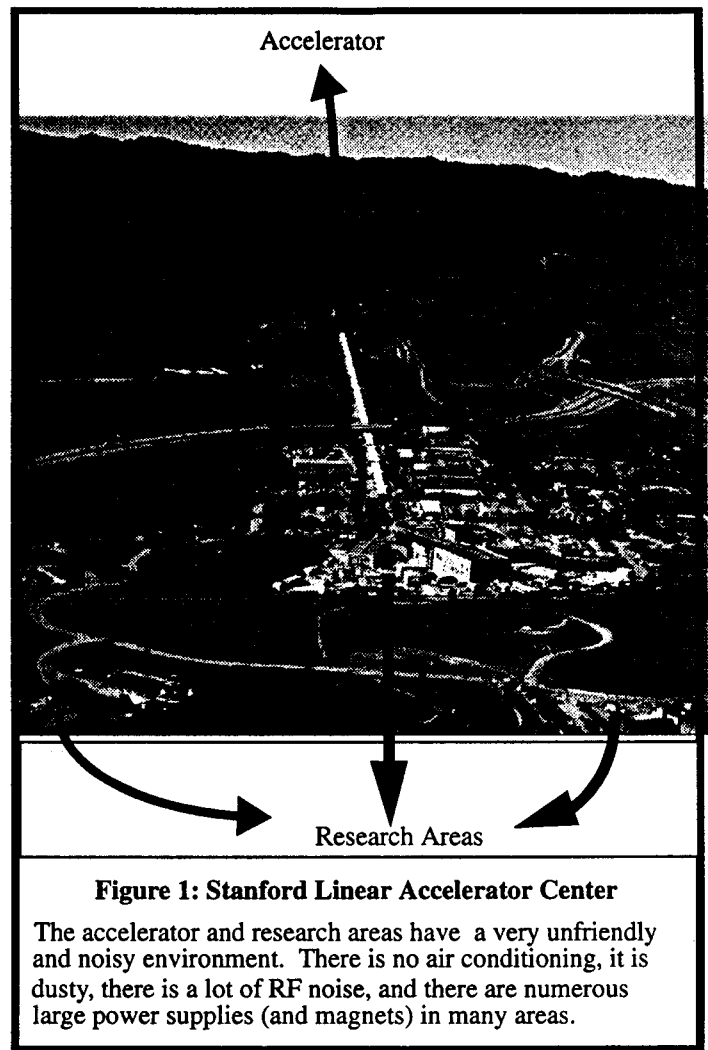 Accelerator
Research Areas
Figure 1: Stanford Linear Accelerator Center
The accelerator and research areas have a very unfriendly
and noisy environment. There is no air conditioning, it is
dusty, there is a lot of RF noise, and there are numerous
large power supplies (and magnets) in many areas.